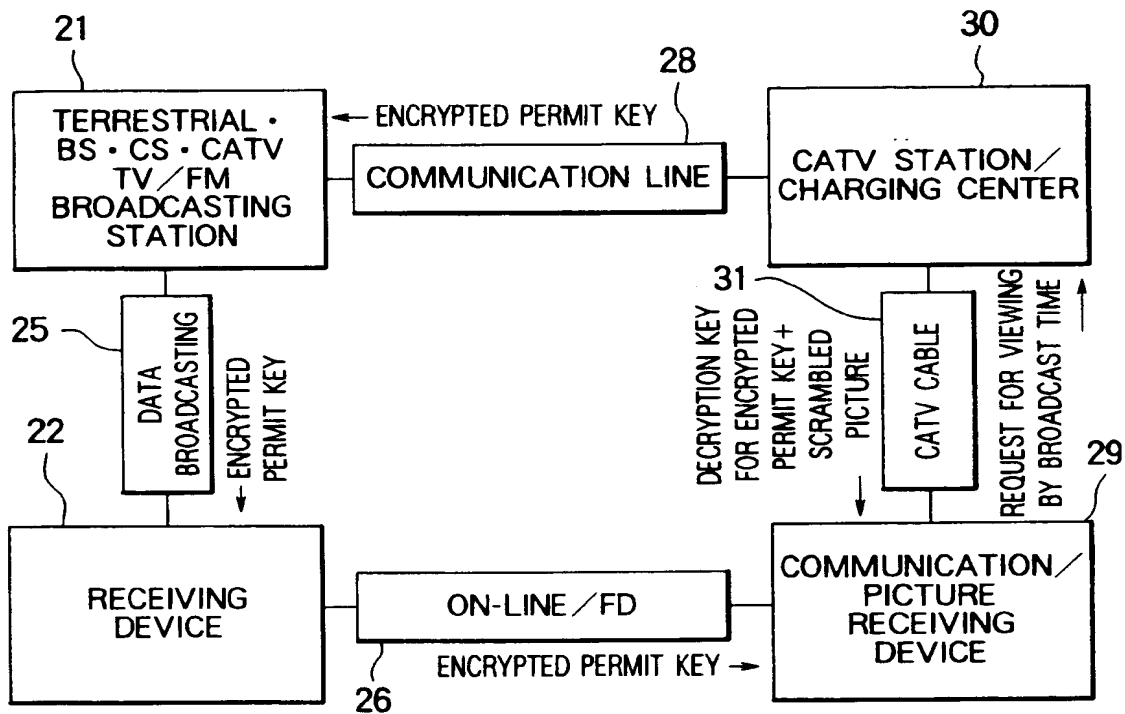 21
30
28
← ENCRYPTED PERMIT KEY
TERRESTRIAL・
BS・CS・CATV
TV／FM
BROADCASTING
STATION
COMMUNICATION LINE
CATV STATION／
CHARGING CENTER
25
DATA
BROADCASTING
ENCRYPTED
PERMIT KEY
→
31
DECRYPTION KEY
FOR ENCRYPTED
PERMIT KEY+
SCRAMBLED
PICTURE
→
CATV CABLE
REQUEST FOR VIEWING
BY BROADCAST TIME
→
22
29
RECEIVING
DEVICE
ON-LINE／FD
COMMUNICATION／
PICTURE
RECEIVING
DEVICE
ENCRYPTED PERMIT KEY →
26